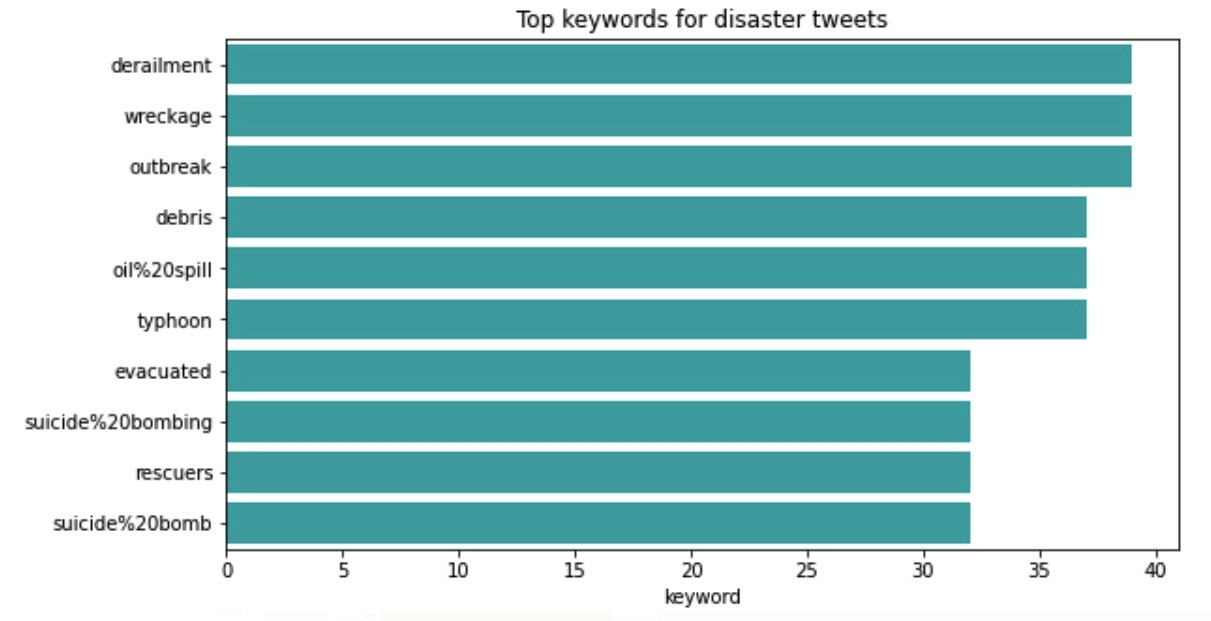 Top keywords for disaster tweets
derailment
wreckage
outbreak
debris
oil%20spill
typhoon
evacuated
suicide%20bombing
rescuers
suicide%20bomb
0 5 10 15 20 25 30 35 40
keyword